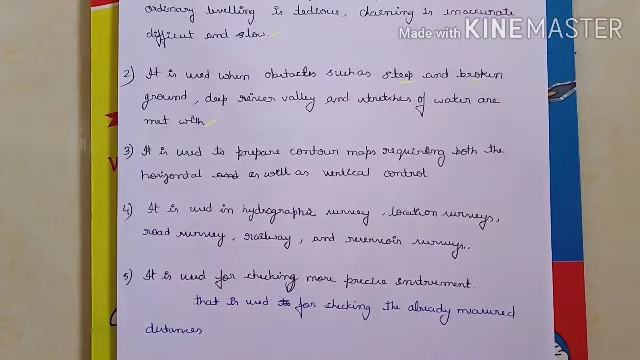 ordinary levelling is tedious, chaining is inaccurate
difficult and slow.
Made with KINEMASTER
2) It is used when obstacles such as steep and broken
ground, deep reiver valley and stretches of water are
met with
3) It is used to prepare contour maps requiring both the
horizontal as well as vertical control
4) It is used in hydrographic survey, location surveys,
road survey, railway, and reservoir surveys..
5) It is used for checking more precise instrument.
that is used for checking the already measured
distances